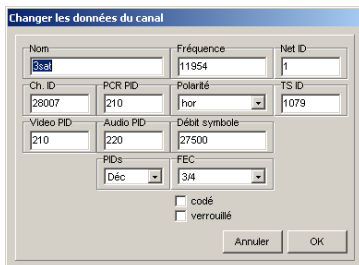 Changer les données du canal
Nom Fréquence Net ID
3sat 11954 1
Ch. ID PCR PID Polarité TS ID
28007 210 hor 1079
Video PID Audio PID Débit symbole
210 220 27500
PIDs FEC
Déc 3/4
codé
verrouillé
Annuler OK